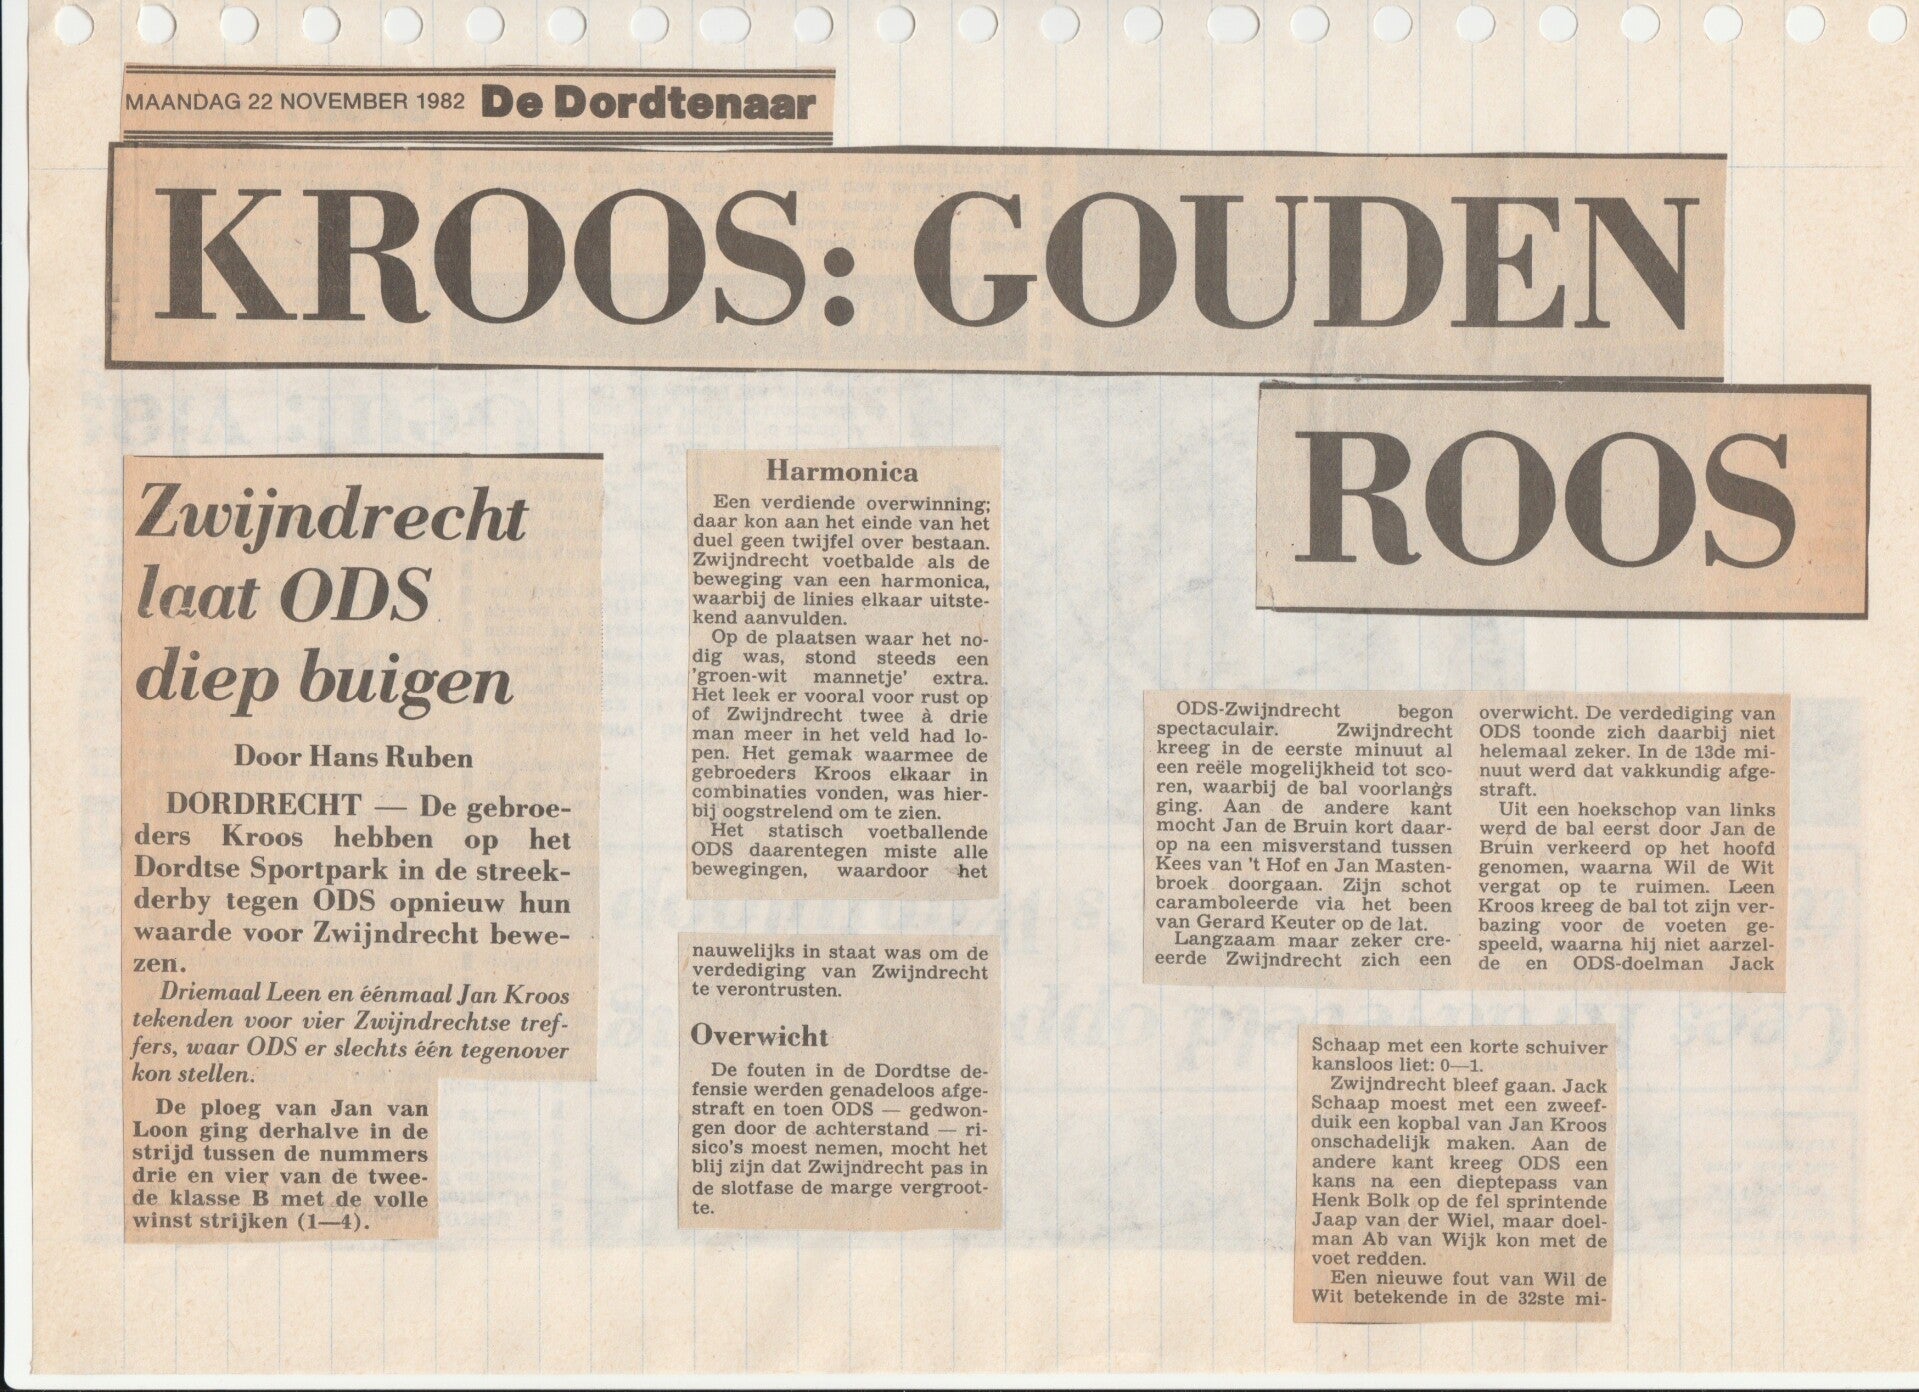 MAANDAG 22 NOVEMBER 1982 De Dordtenaar
KROOS: GOUDEN
ROOS
Zwijndrecht
laat ODS
diep buigen
Door Hans Ruben
DORDRECHT — De gebroe-
ders Kroos hebben op het
Dordtse Sportpark in de streek-
derby tegen ODS opnieuw hun
waarde voor Zwijndrecht bewe-
zen.
Driemaal Leen en éénmaal Jan Kroos
tekenden voor vier Zwijndrechtse tref-
fers, waar ODS er slechts één tegenover
kon stellen.
De ploeg van Jan van
Loon ging derhalve in de
strijd tussen de nummers
drie en vier van de twee-
de klasse B met de volle
winst strijken (1—4).
Harmonica
Een verdiende overwinning;
daar kon aan het einde van het
duel geen twijfel over bestaan.
Zwijndrecht voetbalde als de
beweging van een harmonica,
waarbij de linies elkaar uitste-
kend aanvulden.
Op de plaatsen waar het no-
dig was, stond steeds een
'groen-wit mannetje' extra.
Het leek er vooral voor rust op
of Zwijndrecht twee à drie
man meer in het veld had lo-
pen. Het gemak waarmee de
gebroeders Kroos elkaar in
combinaties vonden, was hier-
bij oogstrelend om te zien.
Het statisch voetballende
ODS daarentegen miste alle
bewegingen, waardoor het
nauwelijks in staat was om de
verdediging van Zwijndrecht
te verontrusten.
Overwicht
De fouten in de Dordtse de-
fensie werden genadeloos afge-
straft en toen ODS — gedwon-
gen door de achterstand — ri-
sico's moest nemen, mocht het
blij zijn dat Zwijndrecht pas in
de slotfase de marge vergroot-
te.
ODS-Zwijndrecht begon
spectaculair. Zwijndrecht
kreeg in de eerste minuut al
een reële mogelijkheid tot sco-
ren, waarbij de bal voorlangs
ging. Aan de andere kant
mocht Jan de Bruin kort daar-
op na een misverstand tussen
Kees van 't Hof en Jan Masten-
broek doorgaan. Zijn schot
caramboleerde via het been
van Gerard Keuter op de lat.
Langzaam maar zeker cre-
eerde Zwijndrecht zich een
overwicht. De verdediging van
ODS toonde zich daarbij niet
helemaal zeker. In de 13de mi-
nuut werd dat vakkundig afge-
straft.
Uit een hoekschop van links
werd de bal eerst door Jan de
Bruin verkeerd op het hoofd
genomen, waarna Wil de Wit
vergat op te ruimen. Leen
Kroos kreeg de bal tot zijn ver-
bazing voor de voeten ge-
speeld, waarna hij niet aarzel-
de en ODS-doelman Jack
Schaap met een korte schuiver
kansloos liet: 0—1.
Zwijndrecht bleef gaan. Jack
Schaap moest met een zweef-
duik een kopbal van Jan Kroos
onschadelijk maken. Aan de
andere kant kreeg ODS een
kans na een dieptepass van
Henk Bolk op de fel sprintende
Jaap van der Wiel, maar doel-
man Ab van Wijk kon met de
voet redden.
Een nieuwe fout van Wil de
Wit betekende in de 32ste mi-